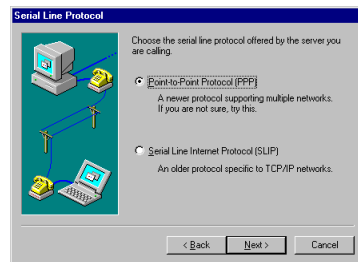 Serial Line Protocol
Choose the serial line protocol offered by the server you
are calling.
Point-to-Point Protocol (PPP)
A newer protocol supporting multiple networks.
If you are not sure, try this.
Serial Line Internet Protocol (SLIP)
An older protocol specific to TCP/IP networks.
< Back
Next >
Cancel